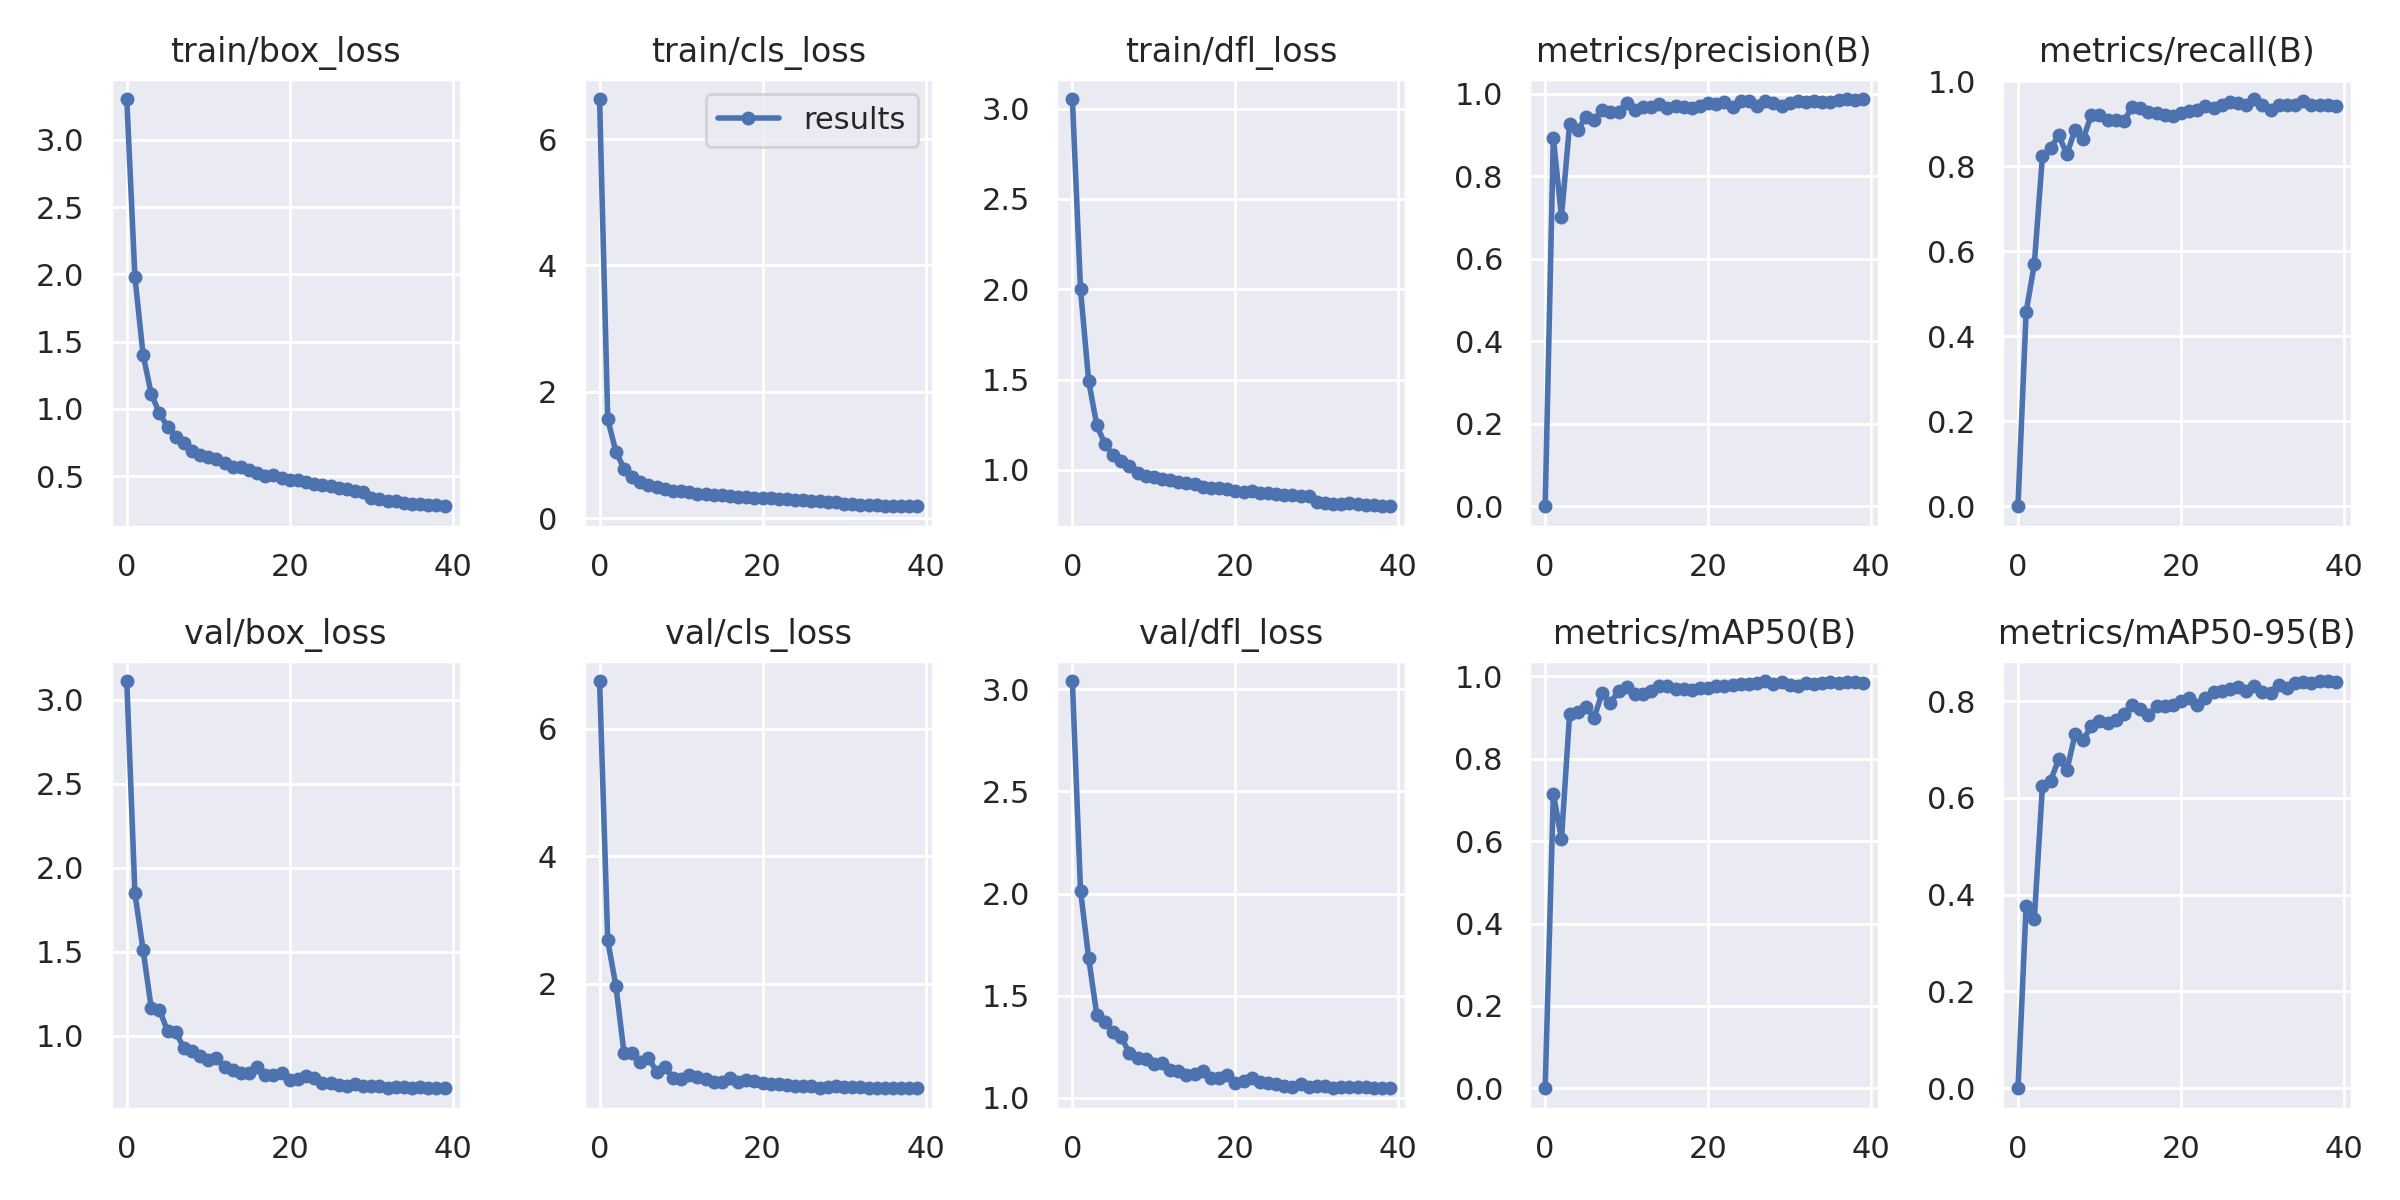 train/box_loss
3.0
2.5
2.0
1.5
1.0
0.5
0 20 40
train/cls_loss
results
6
4
2
0
0 20 40
train/dfl_loss
3.0
2.5
2.0
1.5
1.0
0 20 40
metrics/precision(B)
1.0
0.8
0.6
0.4
0.2
0.0
0 20 40
metrics/recall(B)
1.0
0.8
0.6
0.4
0.2
0.0
0 20 40
val/box_loss
3.0
2.5
2.0
1.5
1.0
0 20 40
val/cls_loss
6
4
2
0 20 40
val/dfl_loss
3.0
2.5
2.0
1.5
1.0
0 20 40
metrics/mAP50(B)
1.0
0.8
0.6
0.4
0.2
0.0
0 20 40
metrics/mAP50-95(B)
0.8
0.6
0.4
0.2
0.0
0 20 40